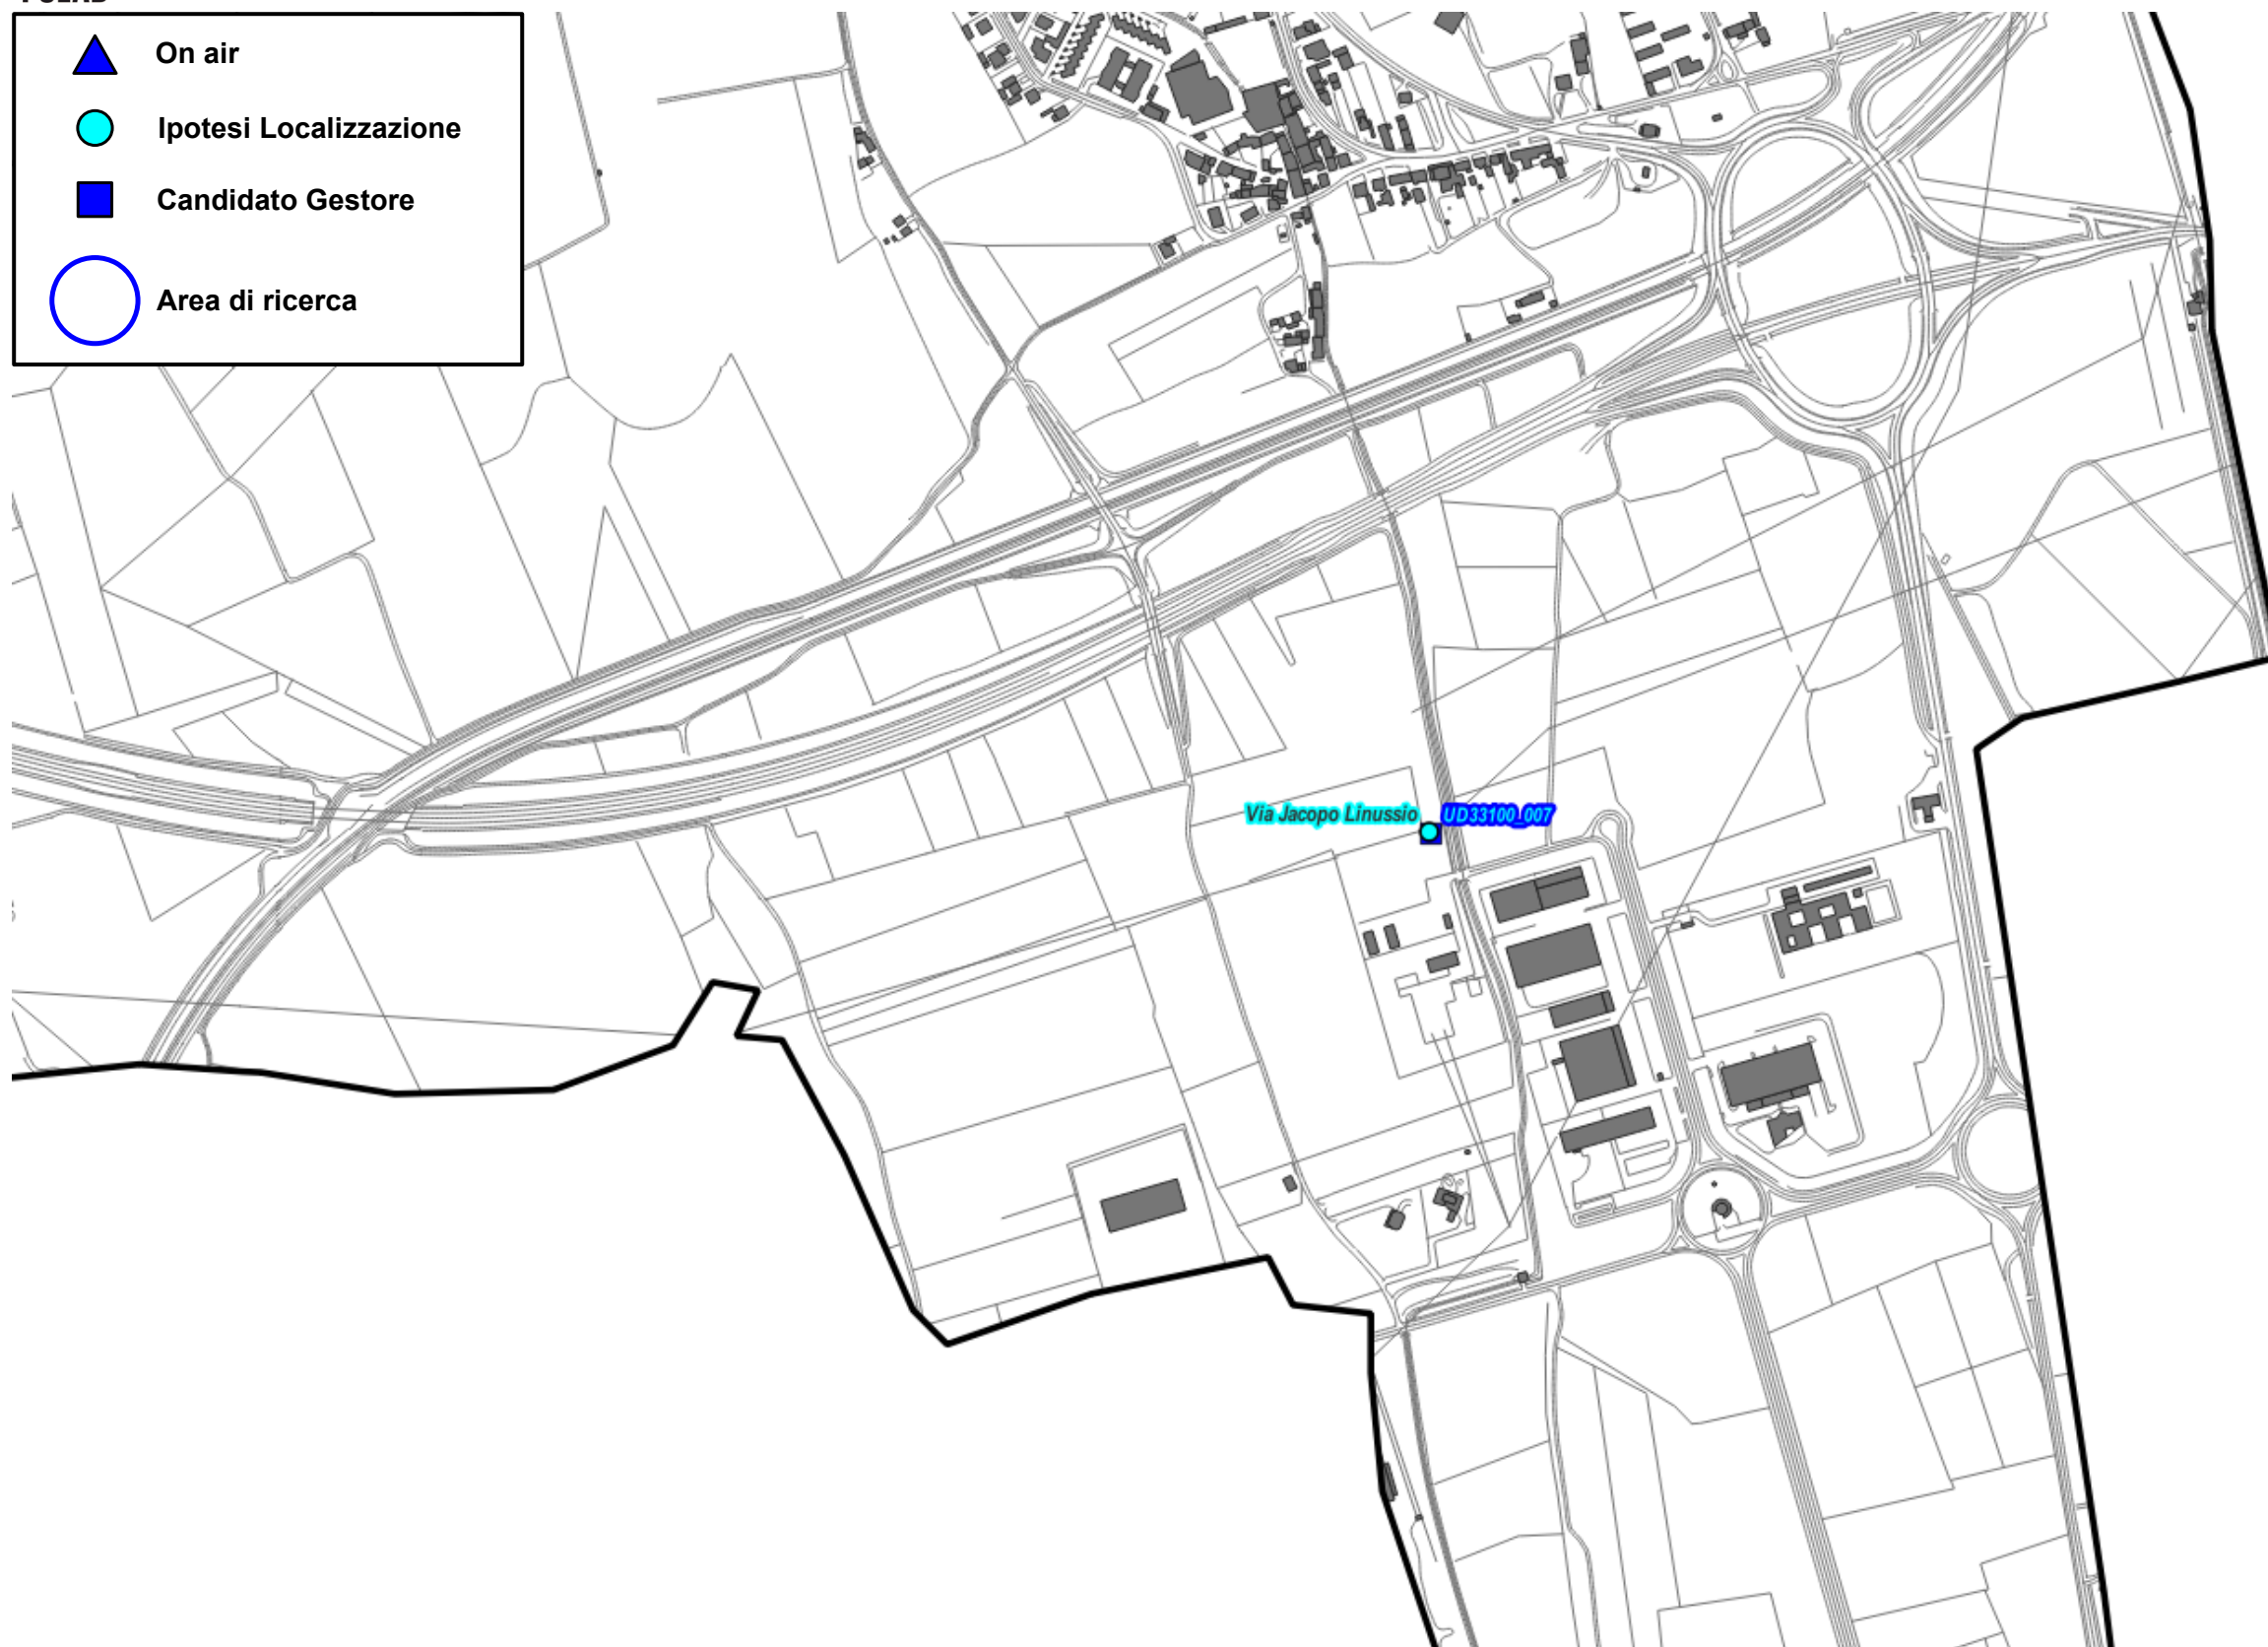 On air
Ipotesi Localizzazione
Candidato Gestore
Area di ricerca
Via Jacopo Linussio
UD33100_007